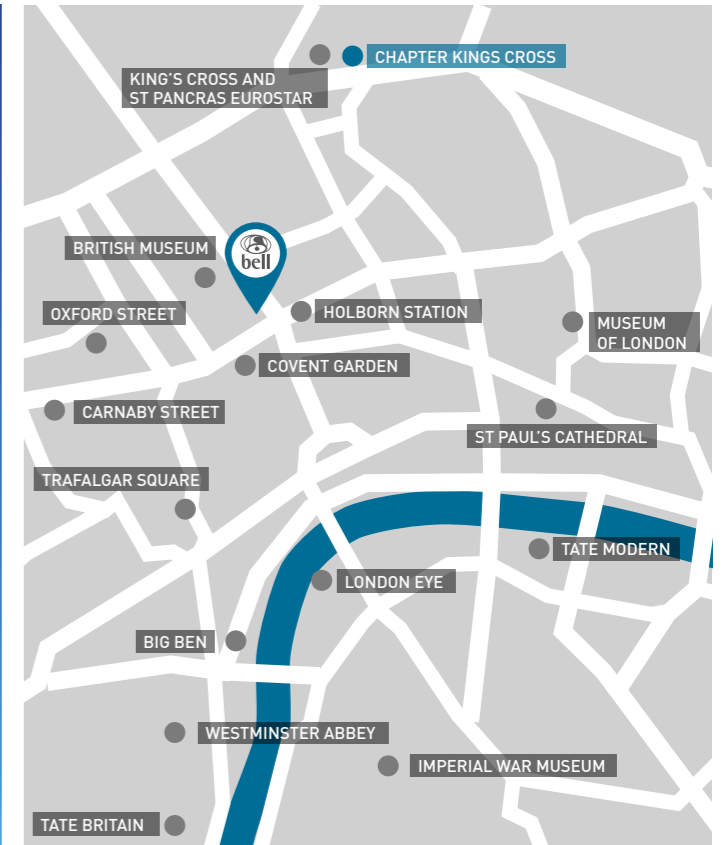 CHAPTER KINGS CROSS
KING'S CROSS AND
ST PANCRAS EUROSTAR
BRITISH MUSEUM
bell
OXFORD STREET
HOLBORN STATION
MUSEUM
OF LONDON
COVENT GARDEN
CARNABY STREET
ST PAUL'S CATHEDRAL
TRAFALGAR SQUARE
TATE MODERN
LONDON EYE
BIG BEN
WESTMINSTER ABBEY
IMPERIAL WAR MUSEUM
TATE BRITAIN